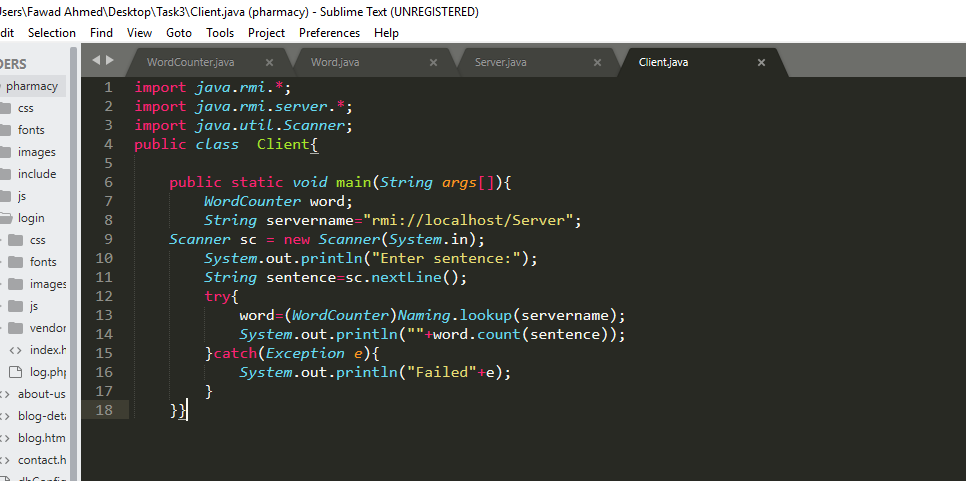 sers\Fawad Ahmed\Desktop\Task3\Client.java (pharmacy) - Sublime Text (UNREGISTERED)
dit Selection Find View Goto Tools Project Preferences Help
DERS
pharmacy
css
fonts
images
include
js
login
css
fonts
images
js
vendor
index.h
log.php
about-us
blog-deta
blog.htm
contact.h
WordCounter.java
Word.java
Server.java
Client.java
1 import java.rmi.*;
2 import java.rmi.server.*;
3 import java.util.Scanner;
4 public class  Client{
5
6     public static void main(String args[]){
7         WordCounter word;
8         String servername="rmi://localhost/Server";
9     Scanner sc = new Scanner(System.in);
10         System.out.println("Enter sentence:");
11         String sentence=sc.nextLine();
12         try{
13             word=(WordCounter)Naming.lookup(servername);
14             System.out.println(""+word.count(sentence));
15         }catch(Exception e){
16             System.out.println("Failed"+e);
17         }
18     }}